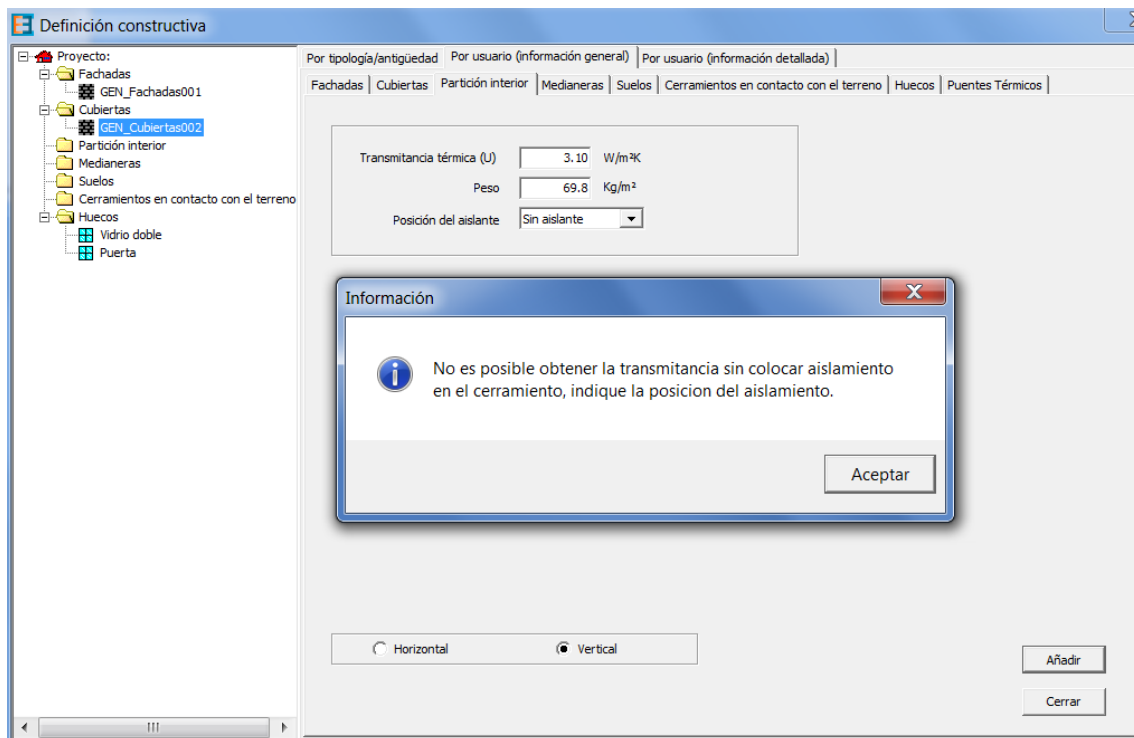 Definición constructiva
Proyecto:
Fachadas
GEN_Fachadas001
Cubiertas
GEN_Cubiertas002
Partición interior
Medianeras
Suelos
Cerramientos en contacto con el terreno
Huecos
Vidrio doble
Puerta
Por tipología/antigüedad Por usuario (información general) Por usuario (información detallada)
Fachadas Cubiertas Partición interior Medianeras Suelos Cerramientos en contacto con el terreno Huecos Puentes Térmicos
Transmitancia térmica (U) 3.10 W/m²K
Peso 69.8 Kg/m²
Posición del aislante Sin aislante
Información
No es posible obtener la transmitancia sin colocar aislamiento
en el cerramiento, indique la posicion del aislamiento.
Aceptar
Horizontal Vertical
Añadir
Cerrar